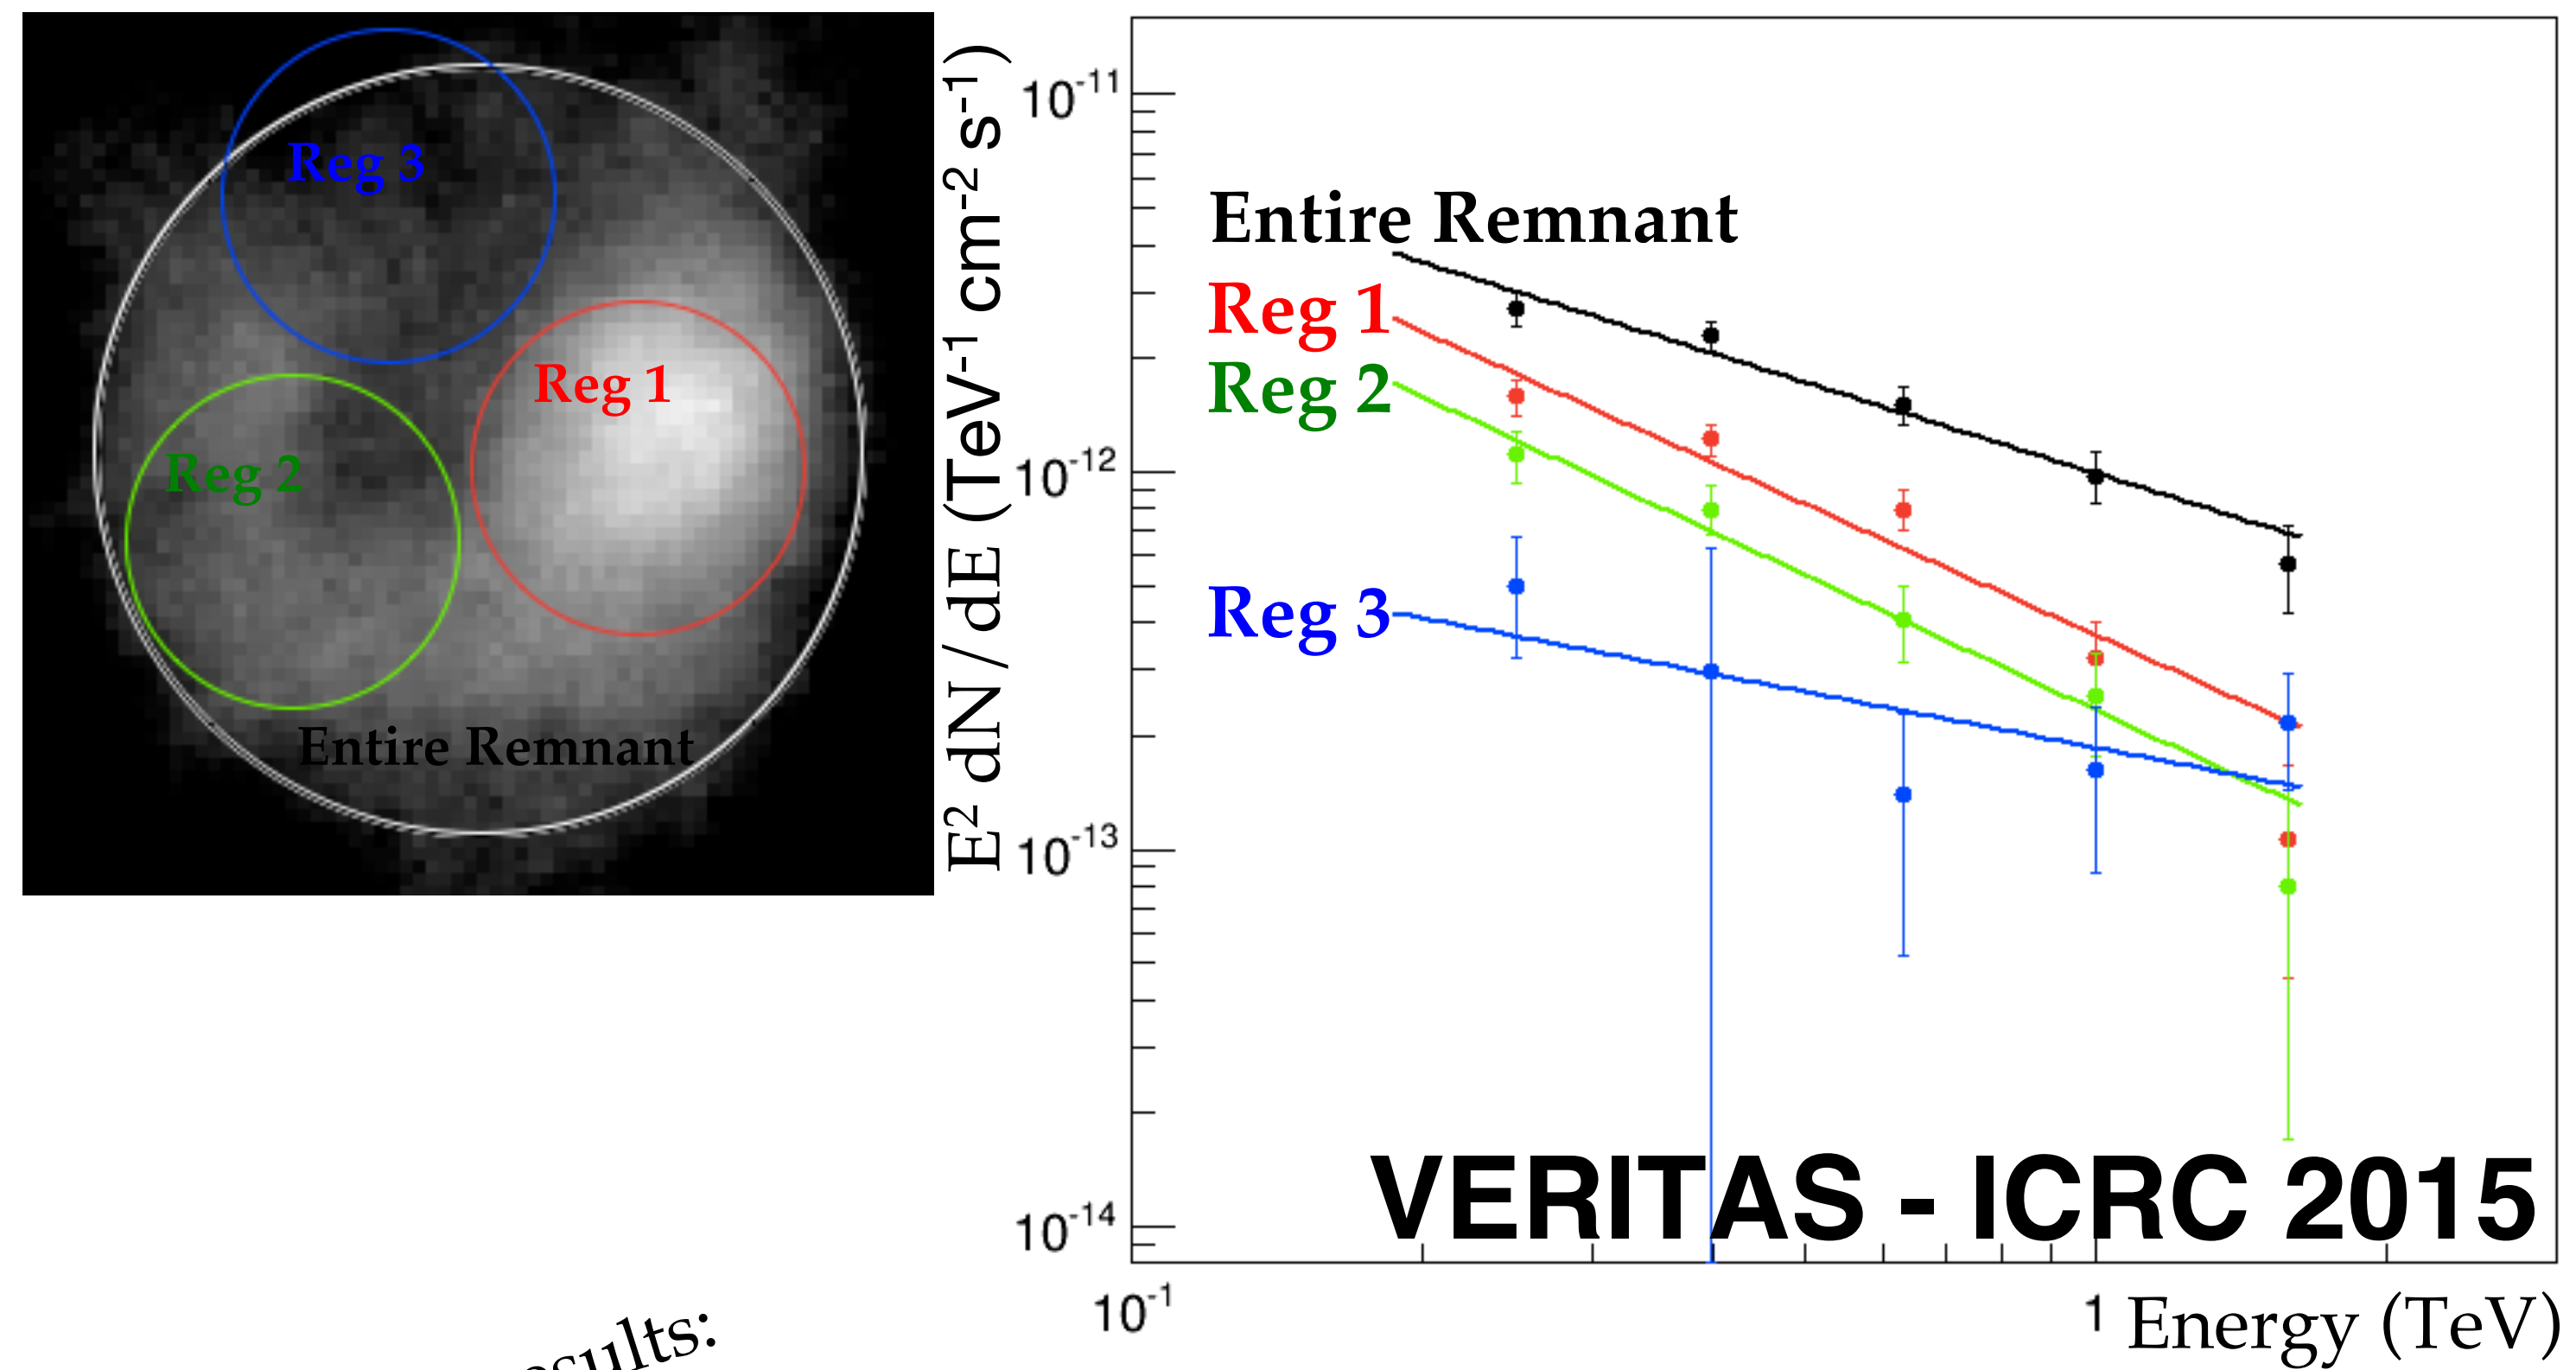 Reg 3
Reg 1
Reg 2
Entire Remnant
E² dN / dE (TeV⁻¹ cm⁻² s⁻¹)
10⁻¹¹
10⁻¹²
10⁻¹³
10⁻¹⁴
Entire Remnant
Reg 1
Reg 2
Reg 3
VERITAS - ICRC 2015
10⁻¹
1
Energy (TeV)